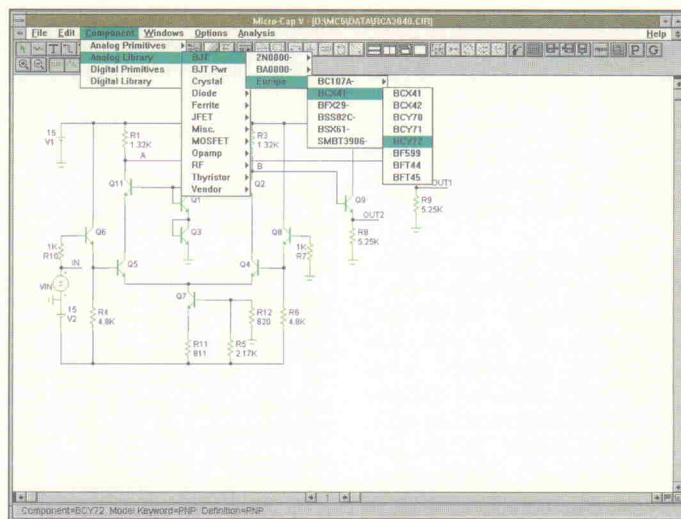 Micro-Cap V - [D:\MC5\DATA\RCA3040.CIR]
File Edit Component Windows Options Analysis Help
Analog Primitives
Analog Library
Digital Primitives
Digital Library
BJT
BJT Pwr
Crystal
Diode
Ferrite
JFET
Misc.
MOSFET
Opamp
RF
Thyristor
Vendor
2N0000-
BA0000-
Europe
BC107A-
BCX41-
BFX29-
BSS82C-
BSX61-
SMBT3906-
BCX41
BCX42
BCY70
BCY71
BCY72
BF599
BFT44
BFT45
T
P G
15
V1
R1
1.32K
R3
1.32K
A
B
Q11
Q1
Q2
Q3
Q9
OUT1
OUT2
R9
5.25K
R8
5.25K
Q6
1K
R10
IN
Q5
Q4
Q8
1K
R7
VIN
15
V2
R4
4.8K
Q7
R12
820
R6
4.8K
R11
811
R5
2.17K
1
Component=BCY72 Model Keyword=PNP Definition=PNP